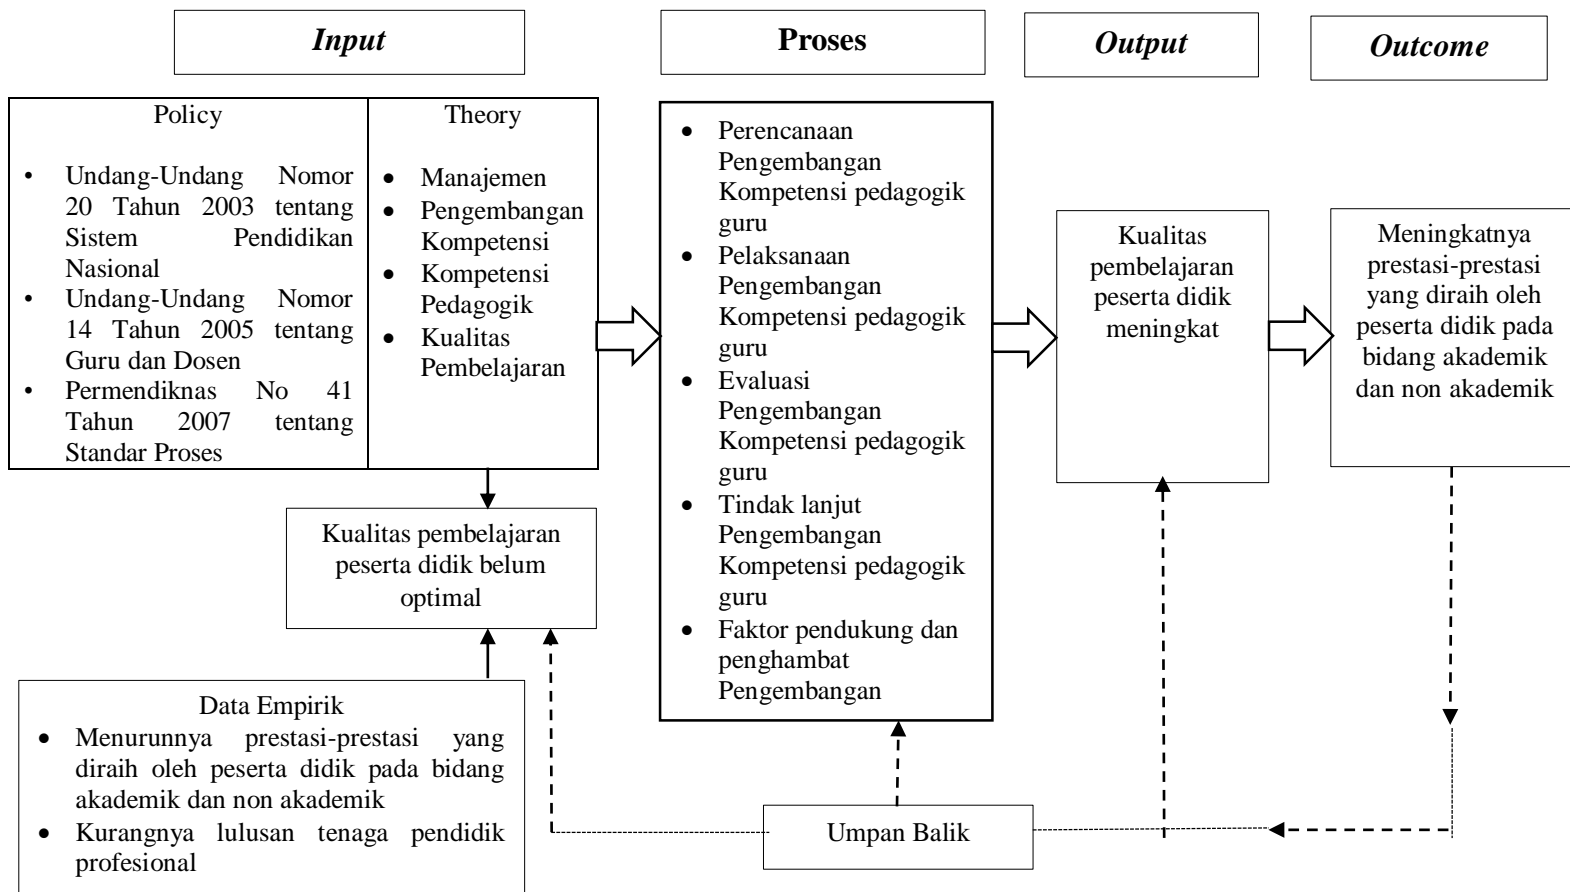 Input
Proses
Output
Outcome
Policy
• Undang-Undang Nomor
20 Tahun 2003 tentang
Sistem Pendidikan
Nasional
• Undang-Undang Nomor
14 Tahun 2005 tentang
Guru dan Dosen
• Permendiknas No 41
Tahun 2007 tentang
Standar Proses
Theory
• Manajemen
• Pengembangan
Kompetensi
• Kompetensi
Pedagogik
• Kualitas
Pembelajaran
Kualitas pembelajaran
peserta didik belum
optimal
Data Empirik
• Menurunnya prestasi-prestasi yang
diraih oleh peserta didik pada bidang
akademik dan non akademik
• Kurangnya lulusan tenaga pendidik
profesional
• Perencanaan
Pengembangan
Kompetensi pedagogik
guru
• Pelaksanaan
Pengembangan
Kompetensi pedagogik
guru
• Evaluasi
Pengembangan
Kompetensi pedagogik
guru
• Tindak lanjut
Pengembangan
Kompetensi pedagogik
guru
• Faktor pendukung dan
penghambat
Pengembangan
Kualitas
pembelajaran
peserta didik
meningkat
Meningkatnya
prestasi-prestasi
yang diraih oleh
peserta didik pada
bidang akademik
dan non akademik
Umpan Balik